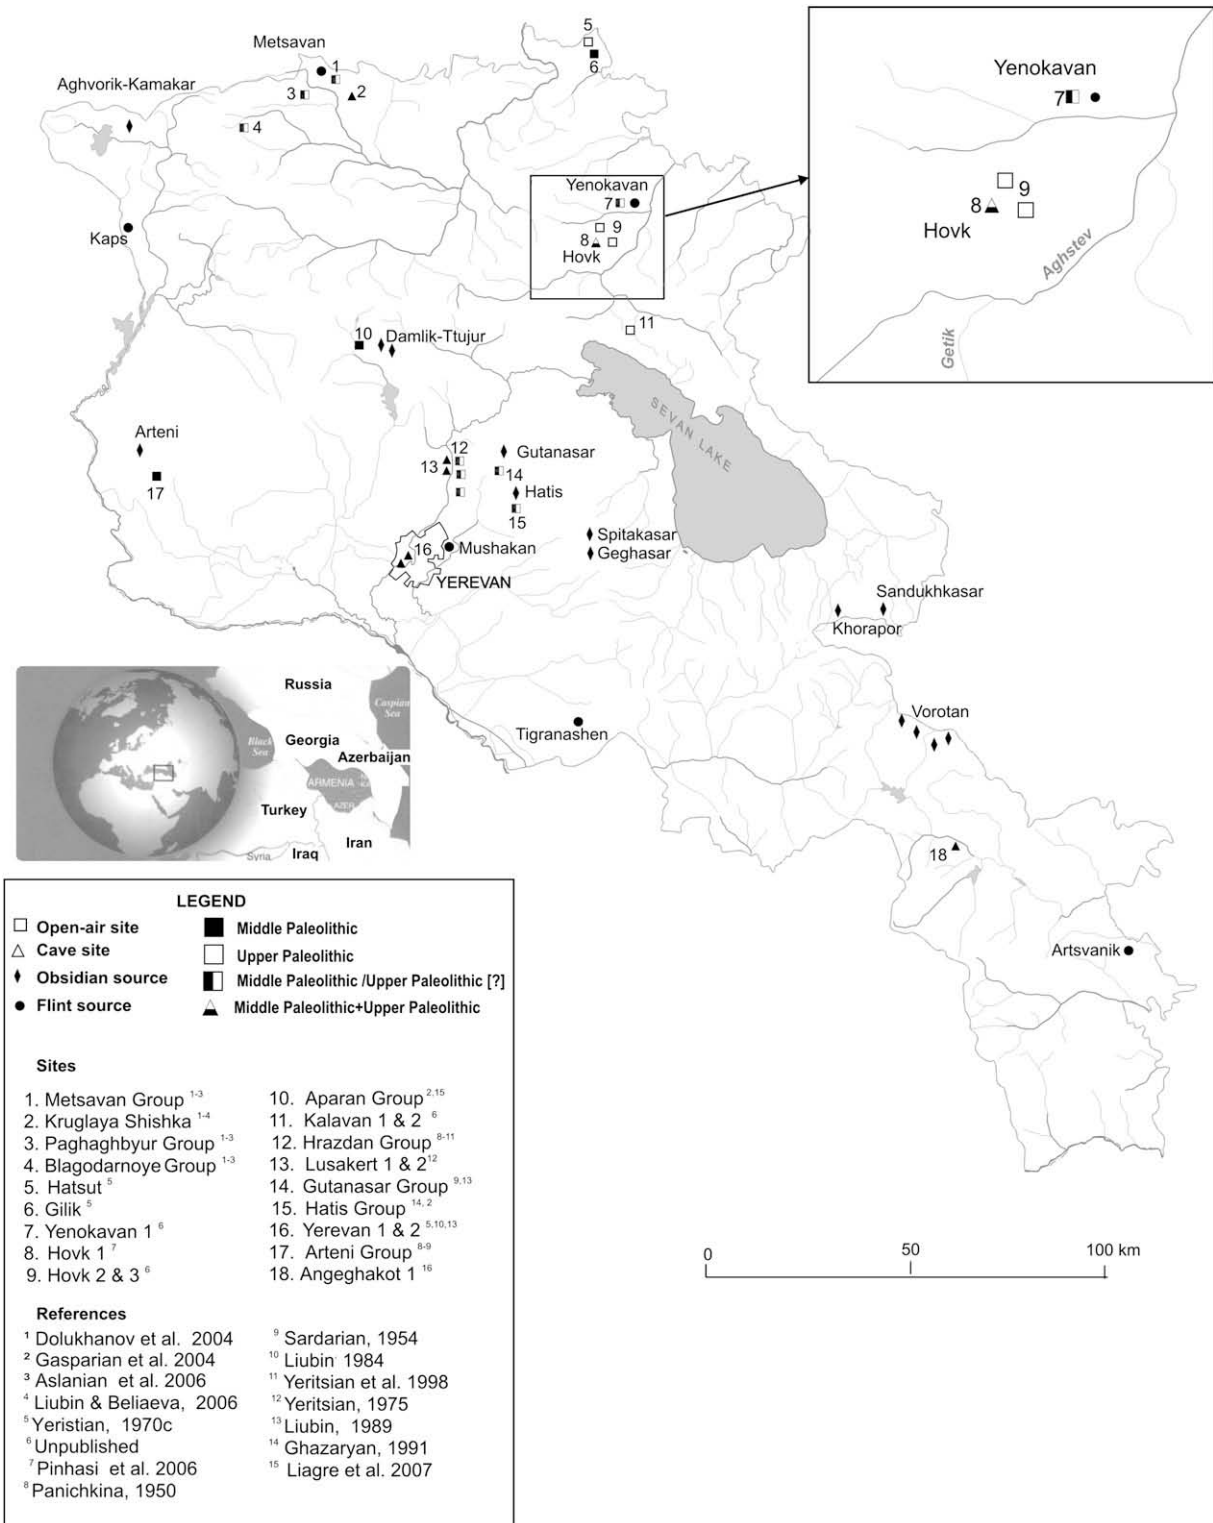 Metsavan
1
2
3
4
Aghvorik-Kamakar
Kaps
5
6
Yenokavan
7
9
8
Hovk
Yenokavan
7
9
8
Hovk
Aghstev
Getik
10
Damlik-Ttujur
11
SEVAN LAKE
Arteni
17
12
13
Gutanasar
14
Hatis
15
16
Mushakan
YEREVAN
Spitakasar
Geghasar
Sandukhkasar
Khorapor
Tigranashen
Vorotan
18
Artsvanik
Russia
Caspian
Sea
Black
Sea
Georgia
Azerbaijan
ARMENIA
AZER
Turkey
Iran
Syria
Iraq
LEGEND
Open-air site
Cave site
Obsidian source
Flint source
Middle Paleolithic
Upper Paleolithic
Middle Paleolithic /Upper Paleolithic [?]
Middle Paleolithic+Upper Paleolithic
Sites
1. Metsavan Group 1-3
2. Kruglaya Shishka 1-4
3. Paghaghbyur Group 1-3
4. Blagodarnoye Group 1-3
5. Hatsut 5
6. Gilik 5
7. Yenokavan 1 6
8. Hovk 1 7
9. Hovk 2 & 3 6
10. Aparan Group 2,15
11. Kalavan 1 & 2 6
12. Hrazdan Group 8-11
13. Lusakert 1 & 2 12
14. Gutanasar Group 9,13
15. Hatis Group 14, 2
16. Yerevan 1 & 2 5,10,13
17. Arteni Group 8-9
18. Angeghakot 1 16
References
1 Dolukhanov et al. 2004
2 Gasparian et al. 2004
3 Aslanian et al. 2006
4 Liubin & Beliaeva, 2006
5 Yeristian, 1970c
6 Unpublished
7 Pinhasi et al. 2006
8 Panichkina, 1950
9 Sardarian, 1954
10 Liubin 1984
11 Yeritsian et al. 1998
12 Yeritsian, 1975
13 Liubin, 1989
14 Ghazaryan, 1991
15 Liagre et al. 2007
0 50 100 km